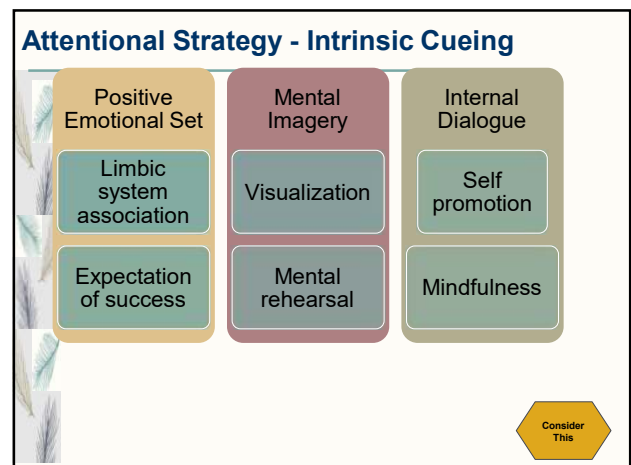 Attentional Strategy - Intrinsic Cueing
Positive
Emotional Set
Limbic
system
association
Expectation
of success
Mental
Imagery
Visualization
Mental
rehearsal
Internal
Dialogue
Self
promotion
Mindfulness
Consider
This